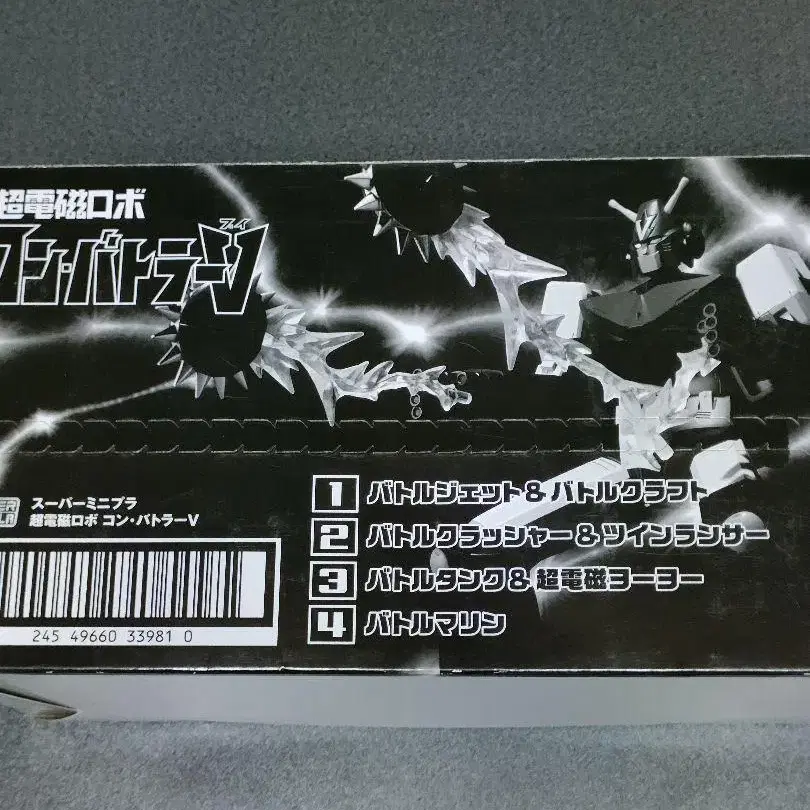 超電磁ロボ
コン・バトラーV
ブイ
ER
LA
スーパーミニプラ
超電磁ロボ コン・バトラーV
1 バトルジェット&バトルクラフト
2 バトルクラッシャー&ツインランサー
3 バトルタンク&超電磁ヨーヨー
4 バトルマリン
245 49660 33981 0